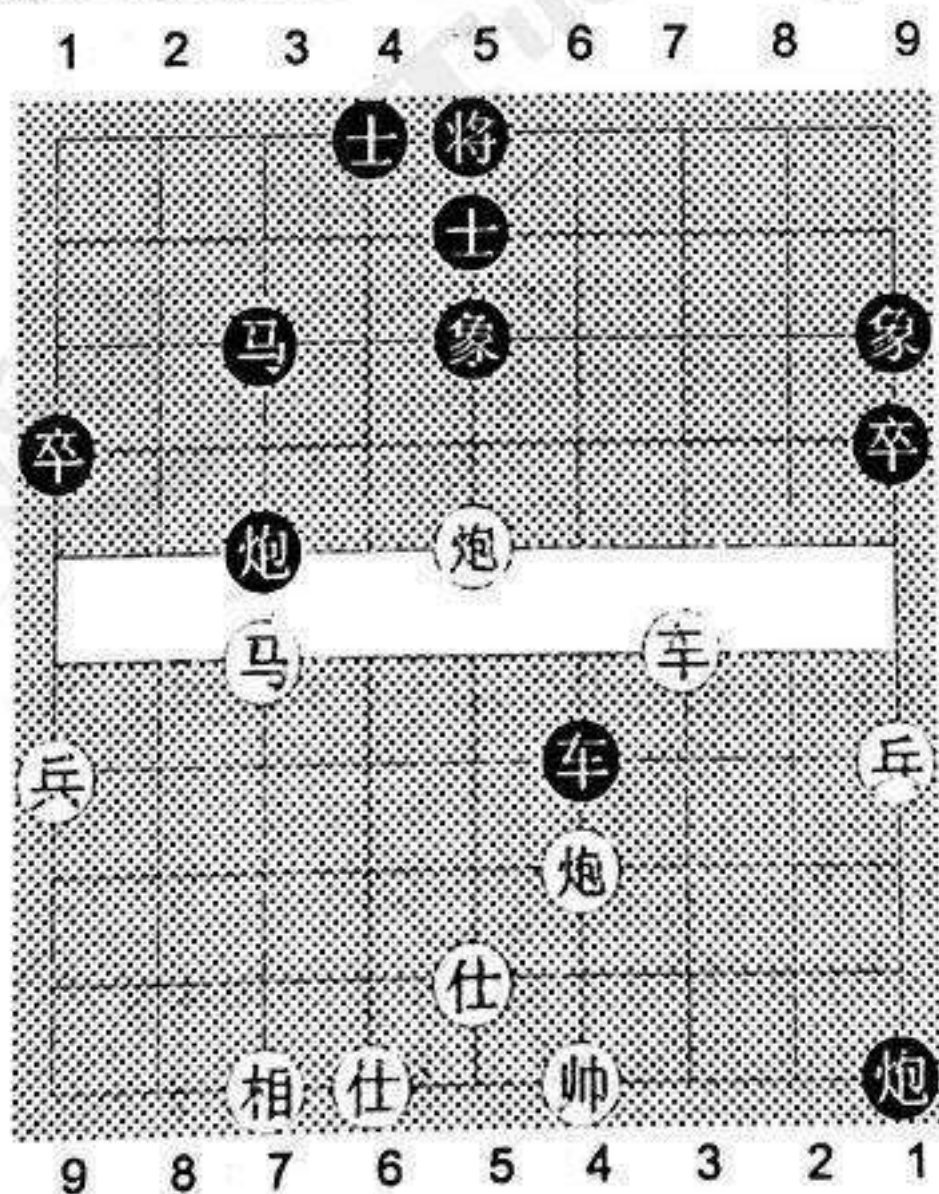 1 2 3 4 5 6 7 8 9
士 将
士
马 象 象
卒 卒
炮 炮
马 车
兵 车 兵
炮
仕
相 仕 帅 炮
9 8 7 6 5 4 3 2 1